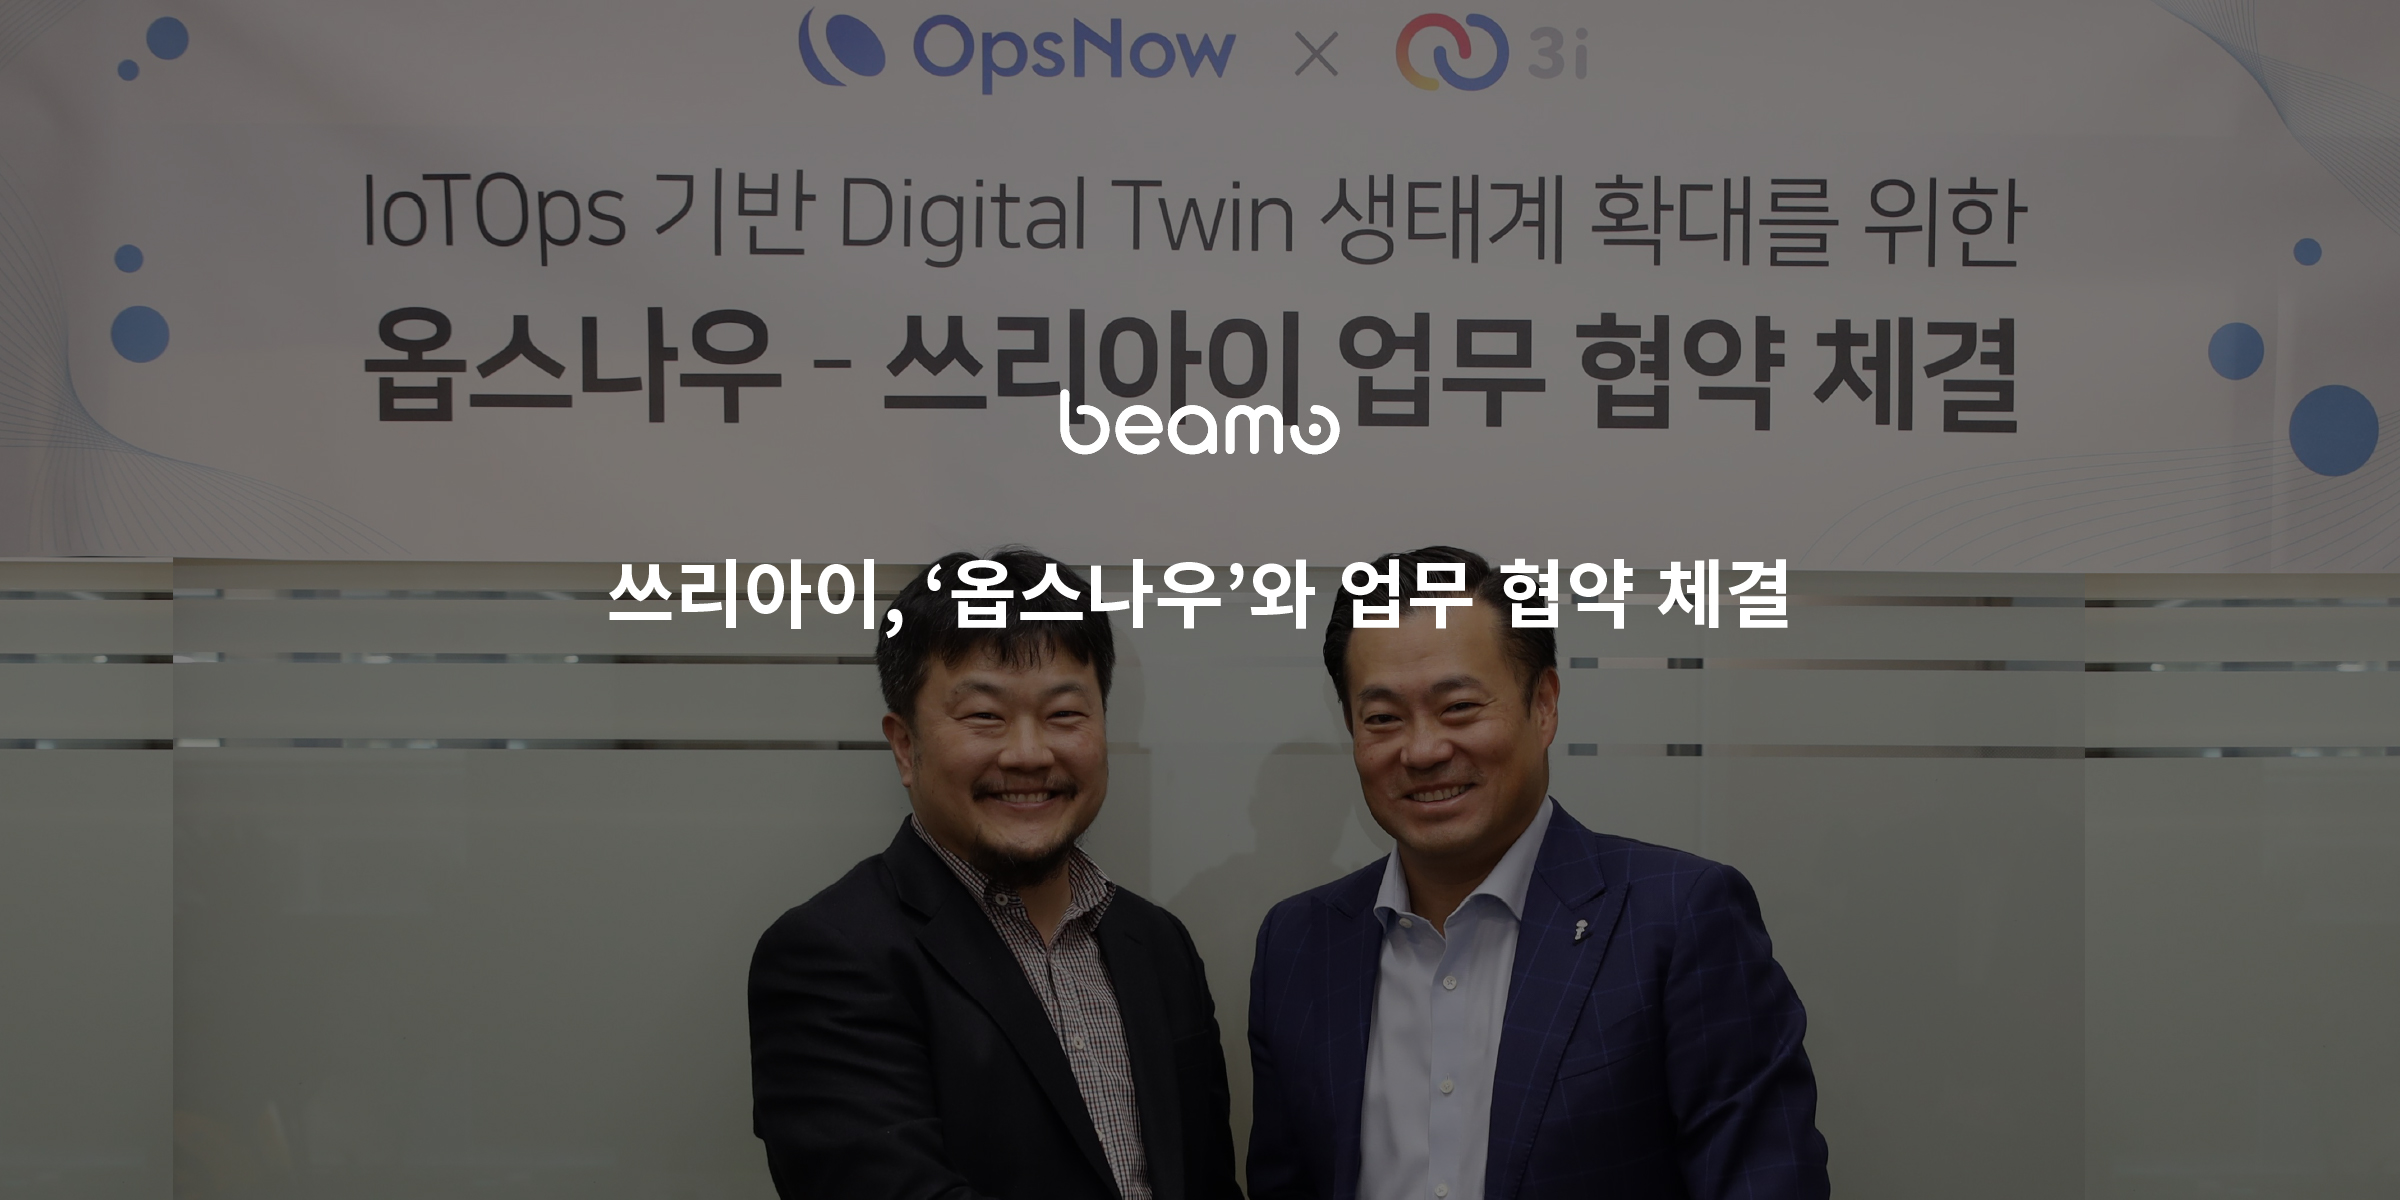 OpsNow × 3i
IoTOps 기반 Digital Twin 생태계 확대를 위한
옵스나우 - 쓰리아이 업무 협약 체결
beamo
쓰리아이, ‘옵스나우’와 업무 협약 체결